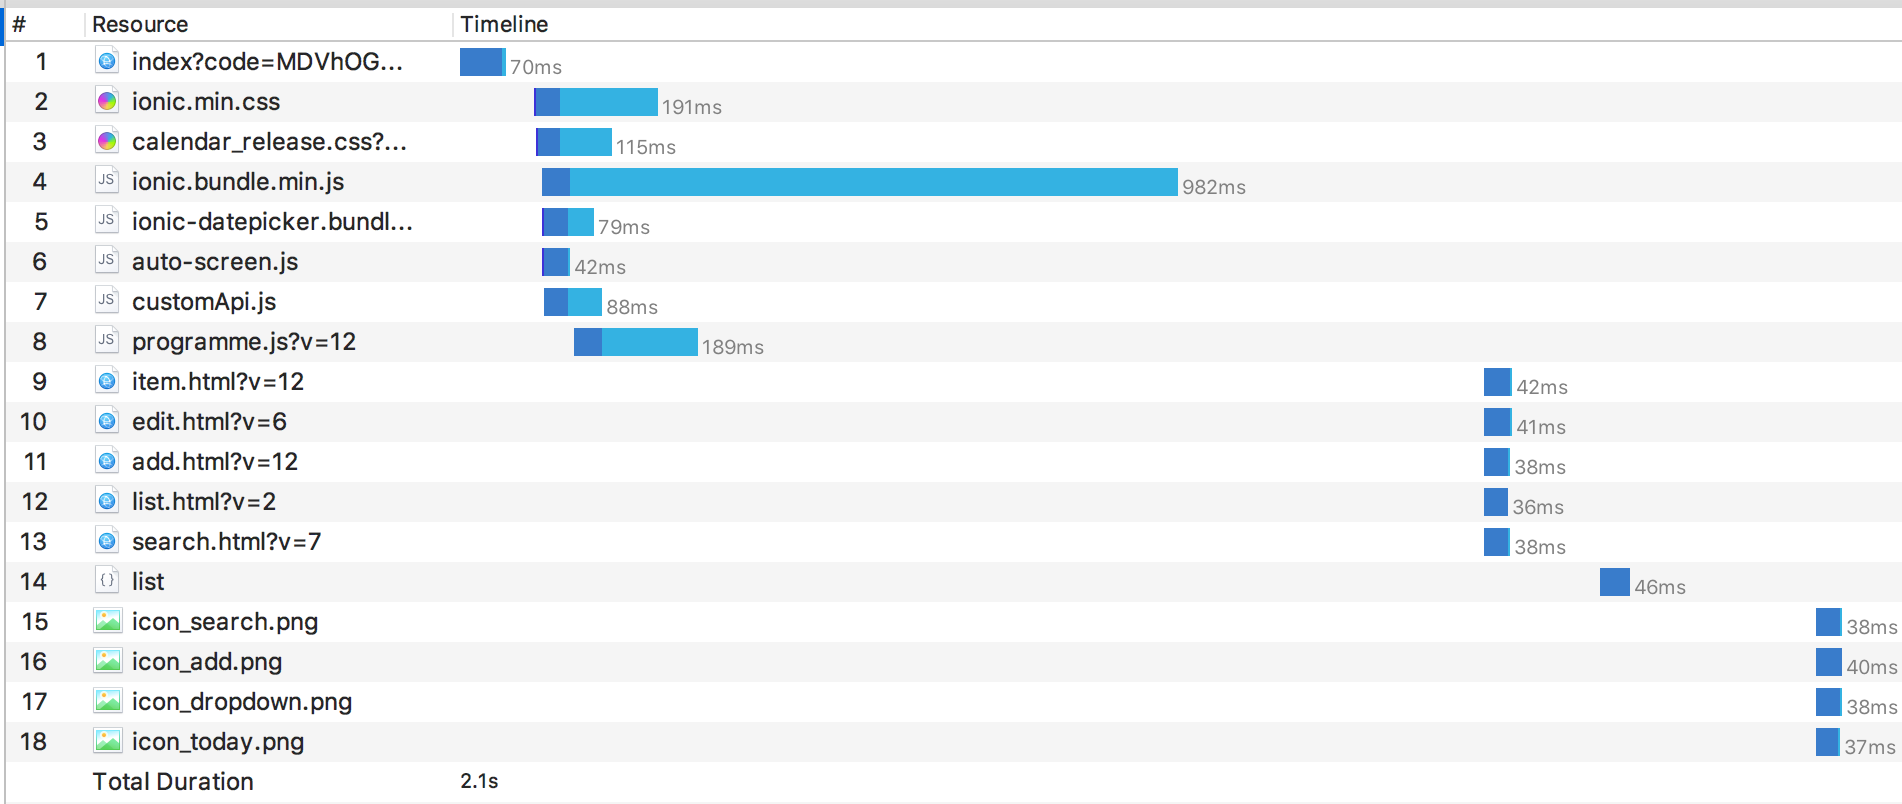 # Resource Timeline
1 index?code=MDVhOG... 70ms
2 ionic.min.css 191ms
3 calendar_release.css?... 115ms
4 JS ionic.bundle.min.js 982ms
5 JS ionic-datepicker.bundl... 79ms
6 JS auto-screen.js 42ms
7 JS customApi.js 88ms
8 JS programme.js?v=12 189ms
9 item.html?v=12 42ms
10 edit.html?v=6 41ms
11 add.html?v=12 38ms
12 list.html?v=2 36ms
13 search.html?v=7 38ms
14 {} list 46ms
15 icon_search.png 38ms
16 icon_add.png 40ms
17 icon_dropdown.png 38ms
18 icon_today.png 37ms
Total Duration 2.1s